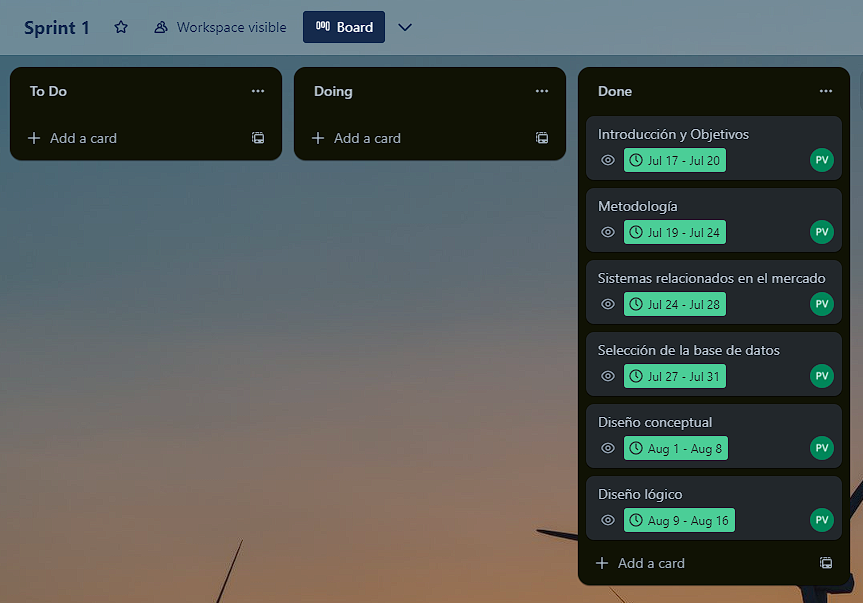 Sprint 1
Workspace visible
Board
To Do
Add a card
Doing
Add a card
Done
Introducción y Objetivos
Jul 17 - Jul 20
PV
Metodología
Jul 19 - Jul 24
PV
Sistemas relacionados en el mercado
Jul 24 - Jul 28
PV
Selección de la base de datos
Jul 27 - Jul 31
PV
Diseño conceptual
Aug 1 - Aug 8
PV
Diseño lógico
Aug 9 - Aug 16
PV
Add a card